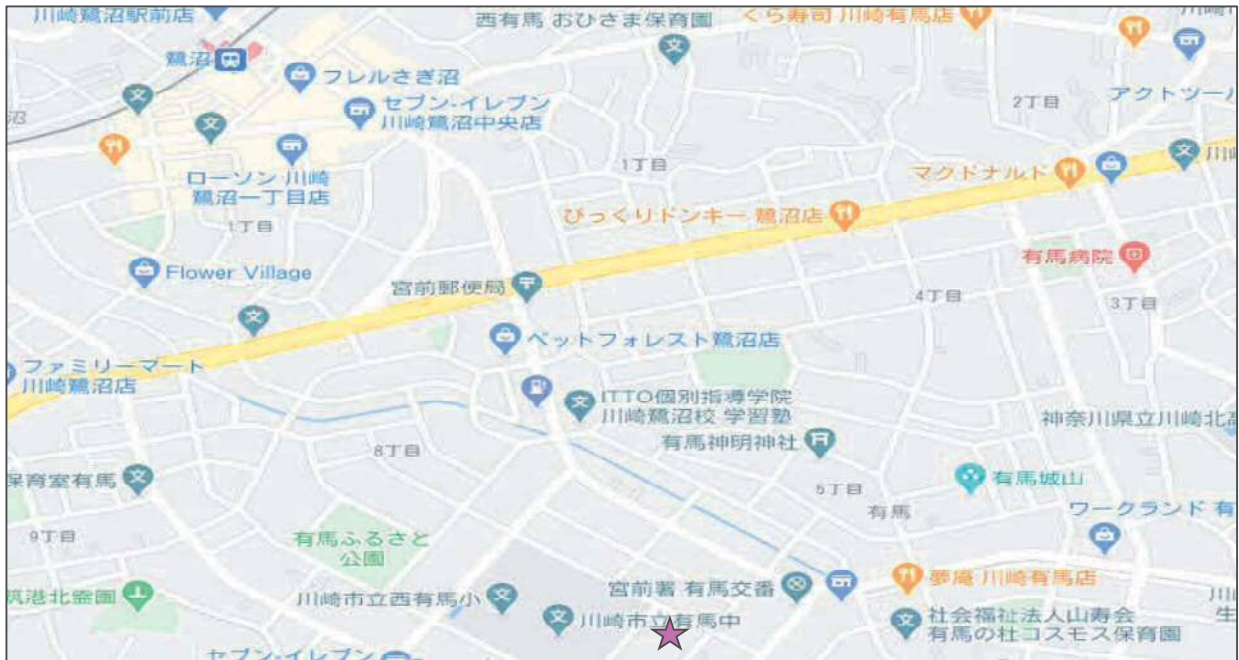 川崎鷺沼駅前店
西有馬 おひさま保育園
くら寿司 川崎有馬店
鷺沼
フレルさぎ沼
セブン-イレブン
川崎鷺沼中央店
2丁目
アクトツール
沼
1丁目
ローソン 川崎
鷺沼一丁目店
マクドナルド
川崎
びっくりドンキー 鷺沼店
1丁目
有馬病院
Flower Village
宮前郵便局
4丁目
3丁目
ペットフォレスト鷺沼店
ファミリーマート
川崎鷺沼店
ITTO個別指導学院
川崎鷺沼校 学習塾
神奈川県立川崎北高
有馬神明神社
8丁目
保育室有馬
有馬城山
5丁目
有馬
ワークランド 有
9丁目
有馬ふるさと
公園
宮前署 有馬交番
夢庵 川崎有馬店
筑港北霊園
川崎市立西有馬小
川崎市立有馬中
社会福祉法人山寿会
有馬の杜コスモス保育園
セブン-イレブン